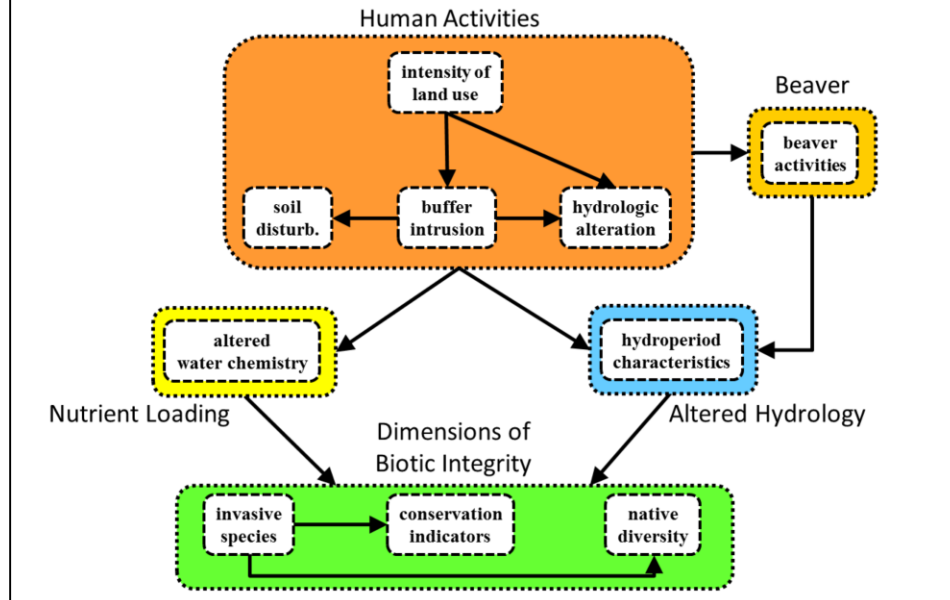 Human Activities
intensity of
land use
Beaver
beaver
activities
soil
disturb.
buffer
intrusion
hydrologic
alteration
altered
water chemistry
hydroperiod
characteristics
Nutrient Loading
Altered Hydrology
Dimensions of
Biotic Integrity
invasive
species
conservation
indicators
native
diversity